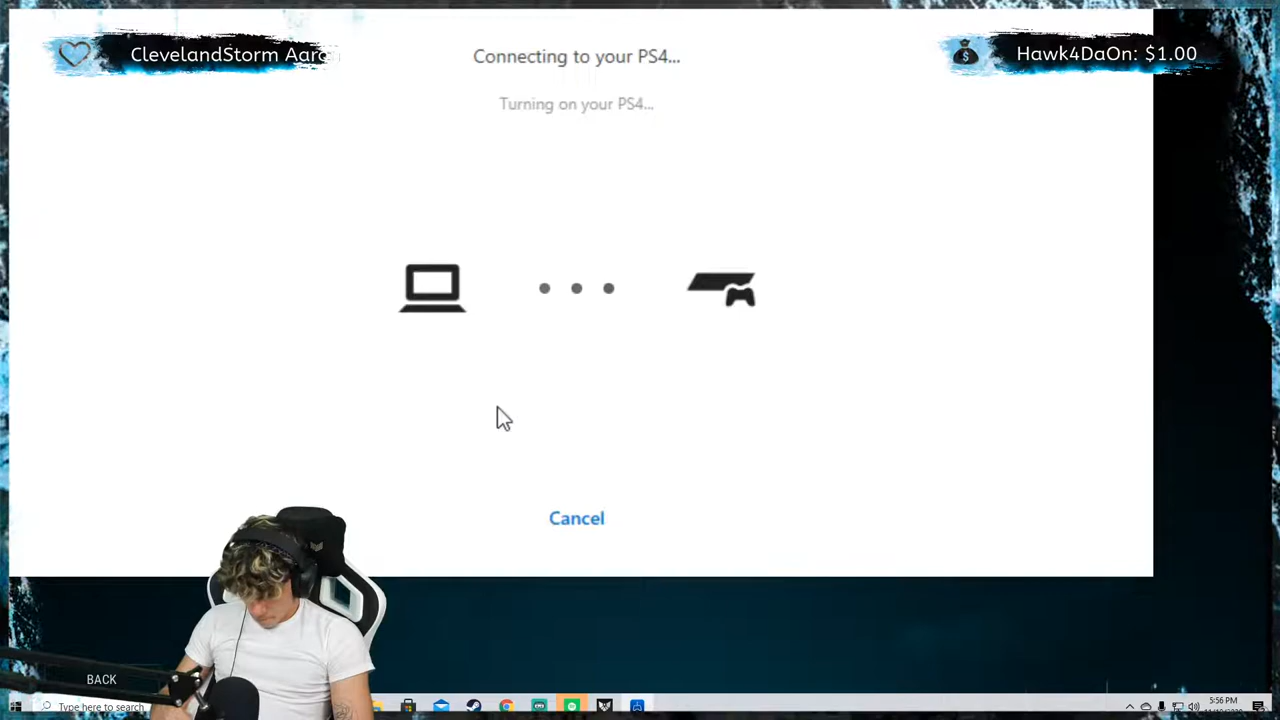 ClevelandStorm
Hawk4DaOn: $1.00
Connecting to your PS4...
Turning on your PS4...
Cancel
BACK
Type here to search
5:56 PM